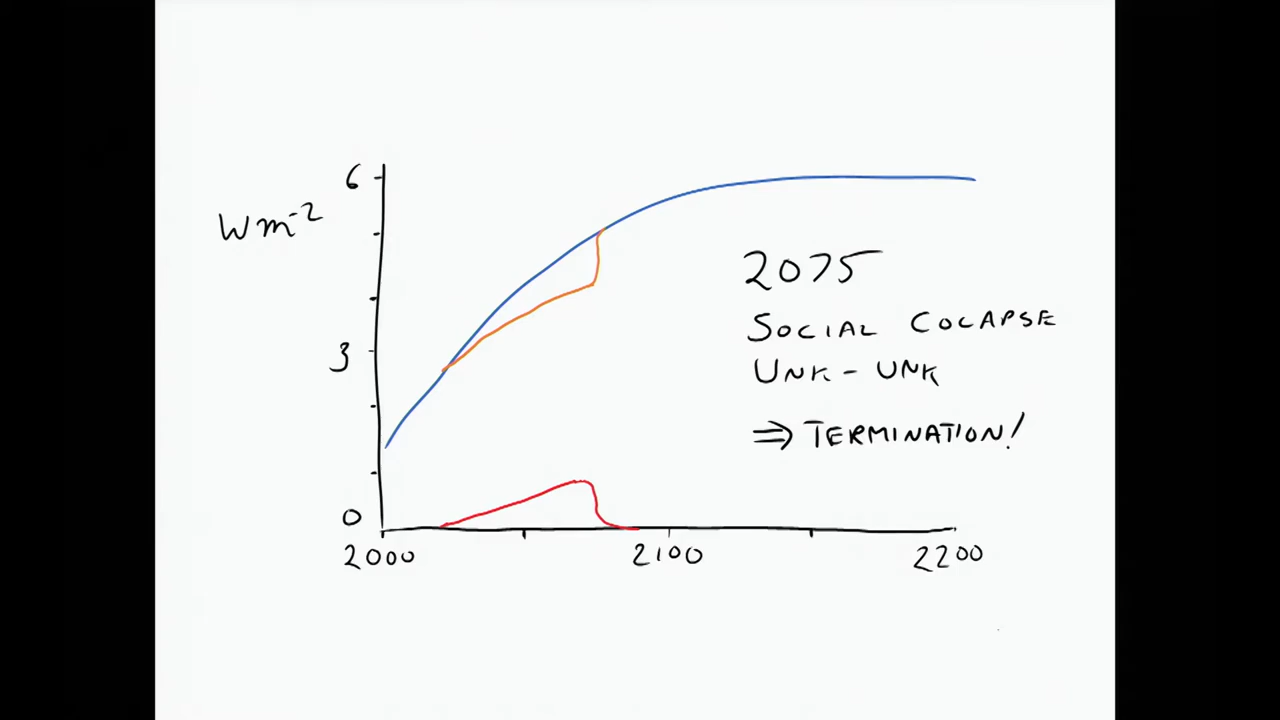 6
Wm-2
3
0
2000 2100 2200
2075
SOCIAL COLAPSE
UNK - UNK
⇒ TERMINATION!